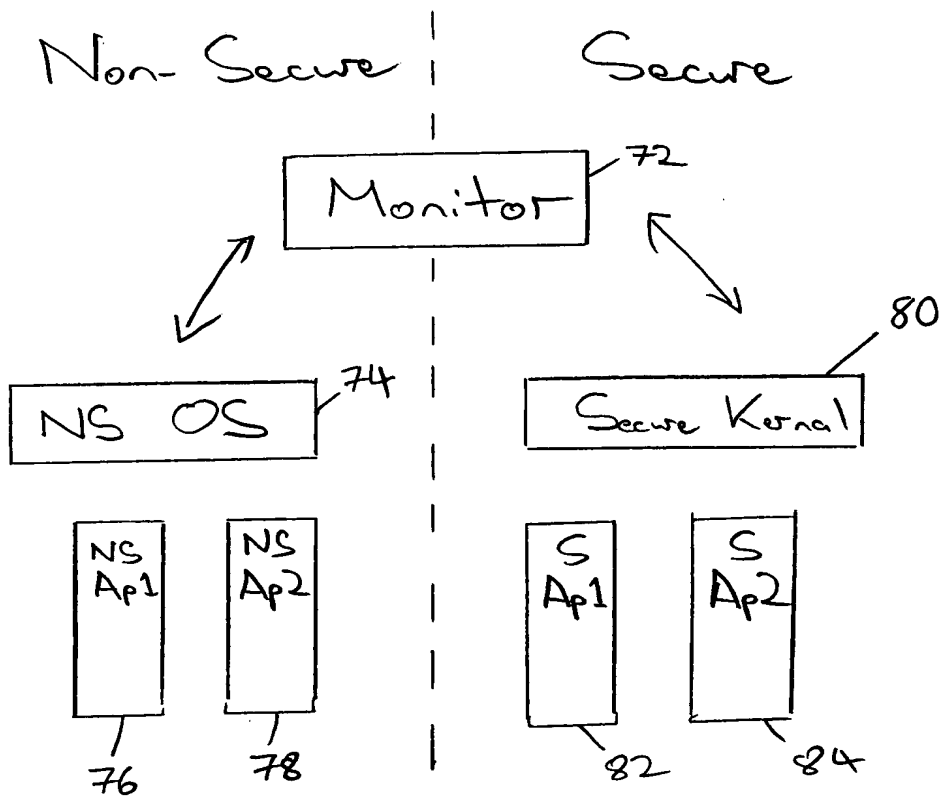 Non-Secure
Secure
Monitor
72
NS OS
74
Secure Kernal
80
NS
Ap1
76
NS
Ap2
78
S
Ap1
82
S
Ap2
84